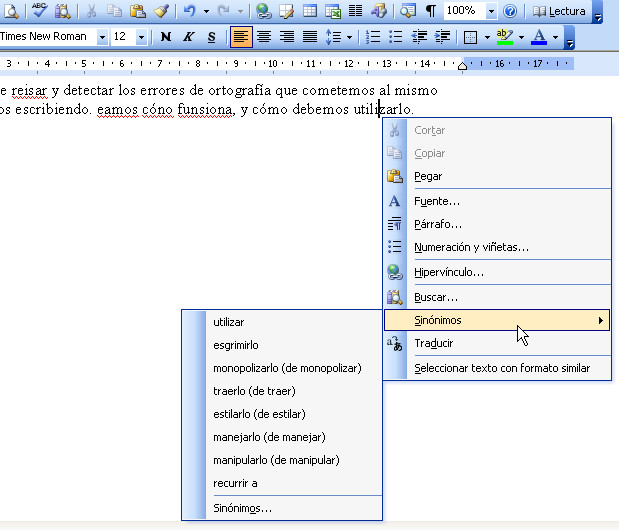 ABC
100%
Lectura
Times New Roman
12
N K S
ab
A
3 4 5 6 7 8 9 10 11 12 13 14 15 16 17
e reisar y detectar los errores de ortografía que cometemos al mismo
os escribiendo. eamos cóno funsiona, y cómo debemos utilizarlo.
Cortar
Copiar
Pegar
Fuente...
Párrafo...
Numeración y viñetas...
Hipervínculo...
Buscar...
Sinónimos
Traducir
Seleccionar texto con formato similar
utilizar
esgrimirlo
monopolizarlo (de monopolizar)
traerlo (de traer)
estilarlo (de estilar)
manejarlo (de manejar)
manipularlo (de manipular)
recurrir a
Sinónimos...